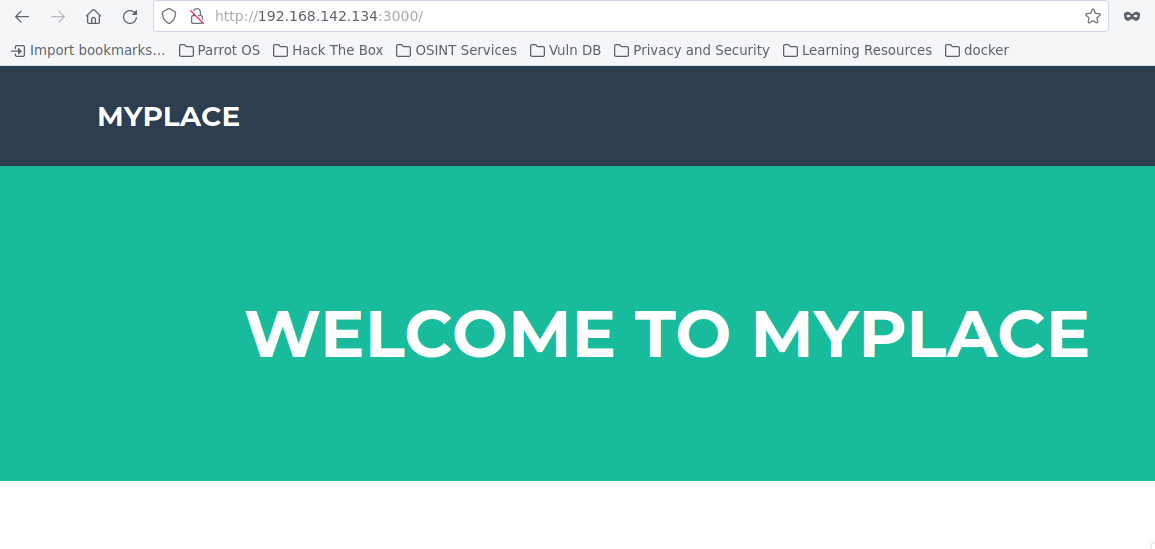 http://192.168.142.134:3000/
Import bookmarks... Parrot OS Hack The Box OSINT Services Vuln DB Privacy and Security Learning Resources docker
MYPLACE
WELCOME TO MYPLACE